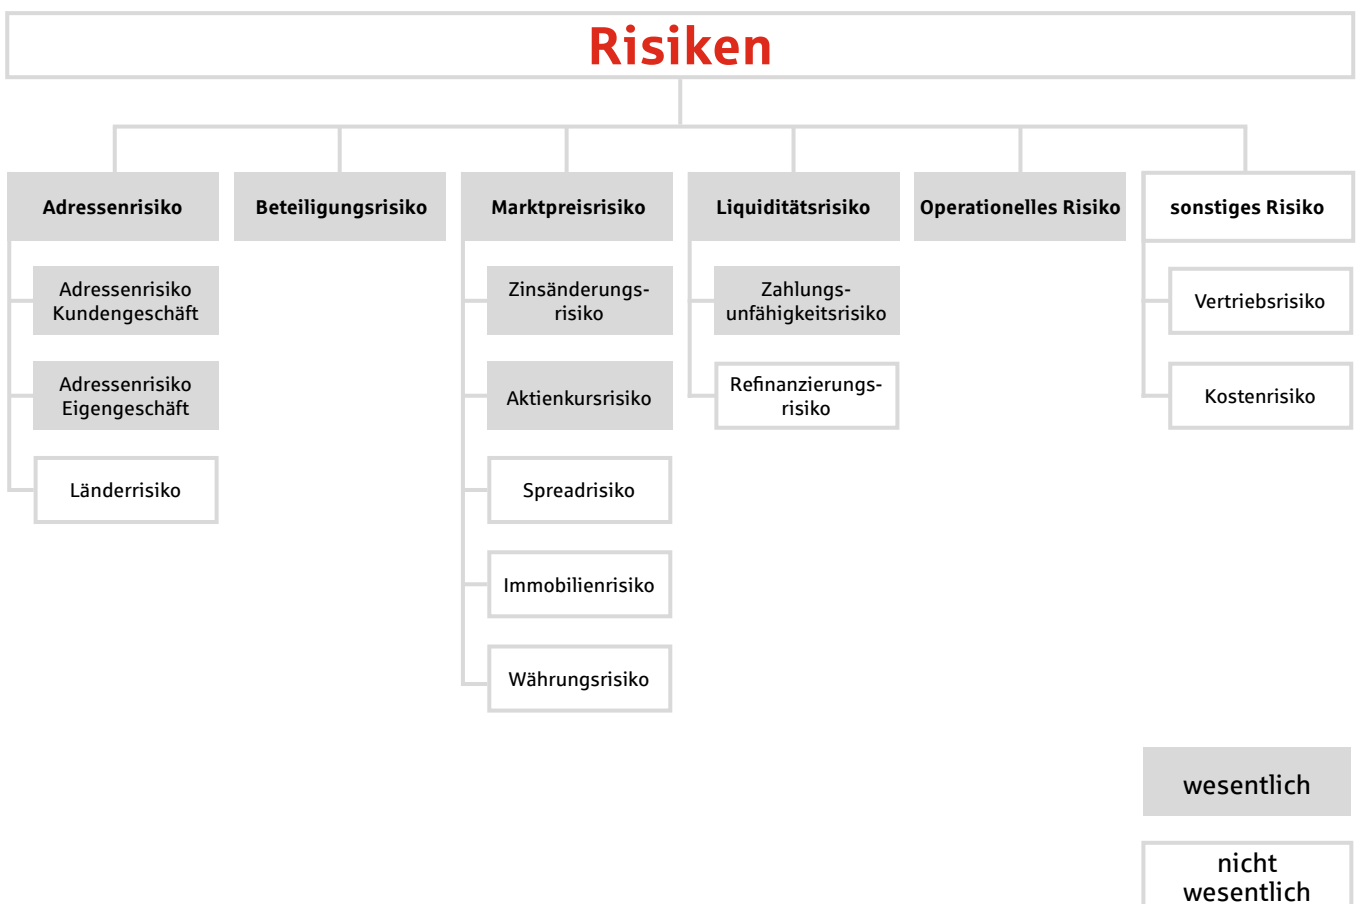 Risiken
Adressenrisiko
Beteiligungsrisiko
Marktpreisrisiko
Liquiditätsrisiko
Operationelles Risiko
sonstiges Risiko
Adressenrisiko
Kundengeschäft
Zinsänderungs-
risiko
Zahlungs-
unfähigkeitsrisiko
Vertriebsrisiko
Adressenrisiko
Eigengeschäft
Aktienkursrisiko
Refinanzierungs-
risiko
Kostenrisiko
Länderrisiko
Spreadrisiko
Immobilienrisiko
Währungsrisiko
wesentlich
nicht
wesentlich